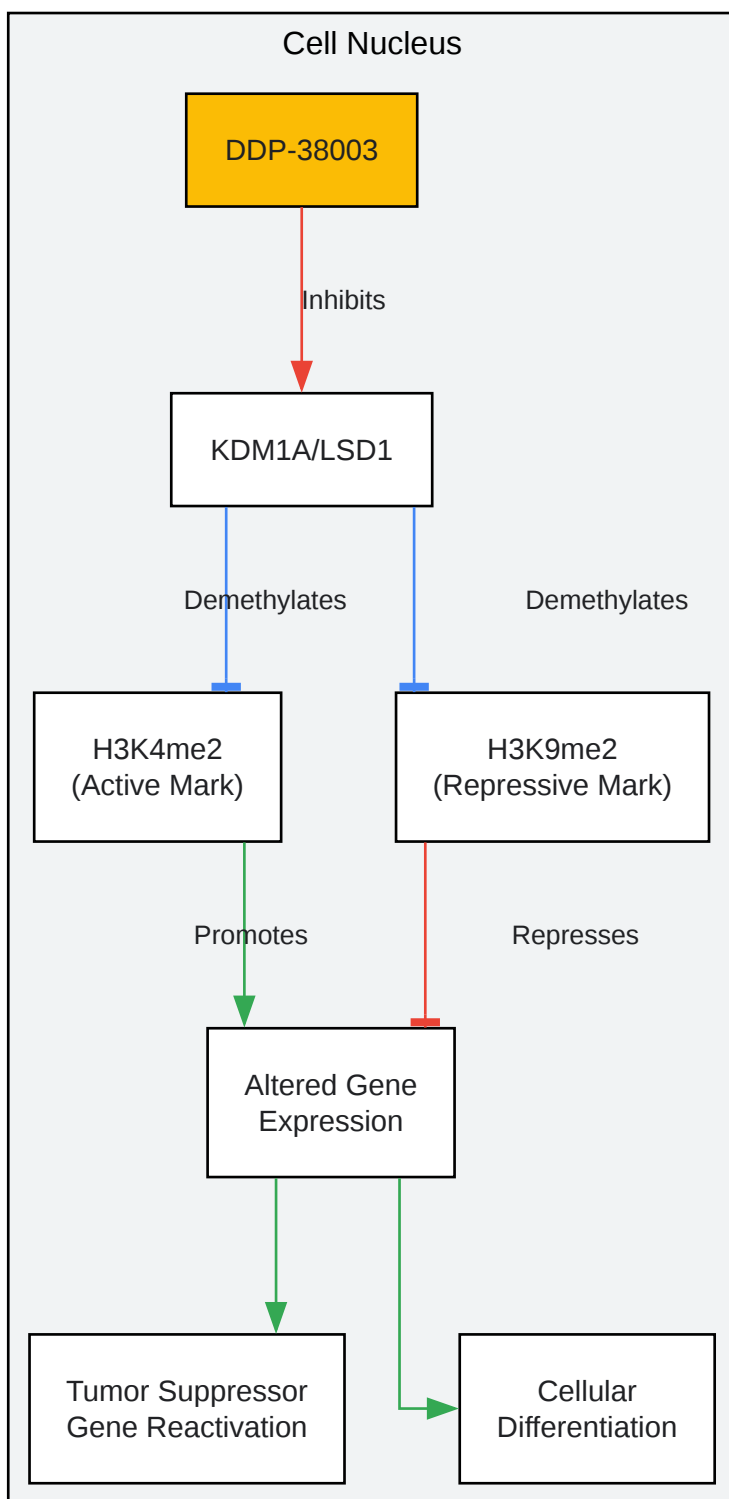 Cell Nucleus
DDP-38003
Inhibits
KDM1A/LSD1
Demethylates
Demethylates
H3K4me2
(Active Mark)
H3K9me2
(Repressive Mark)
Promotes
Represses
Altered Gene
Expression
Tumor Suppressor
Gene Reactivation
Cellular
Differentiation